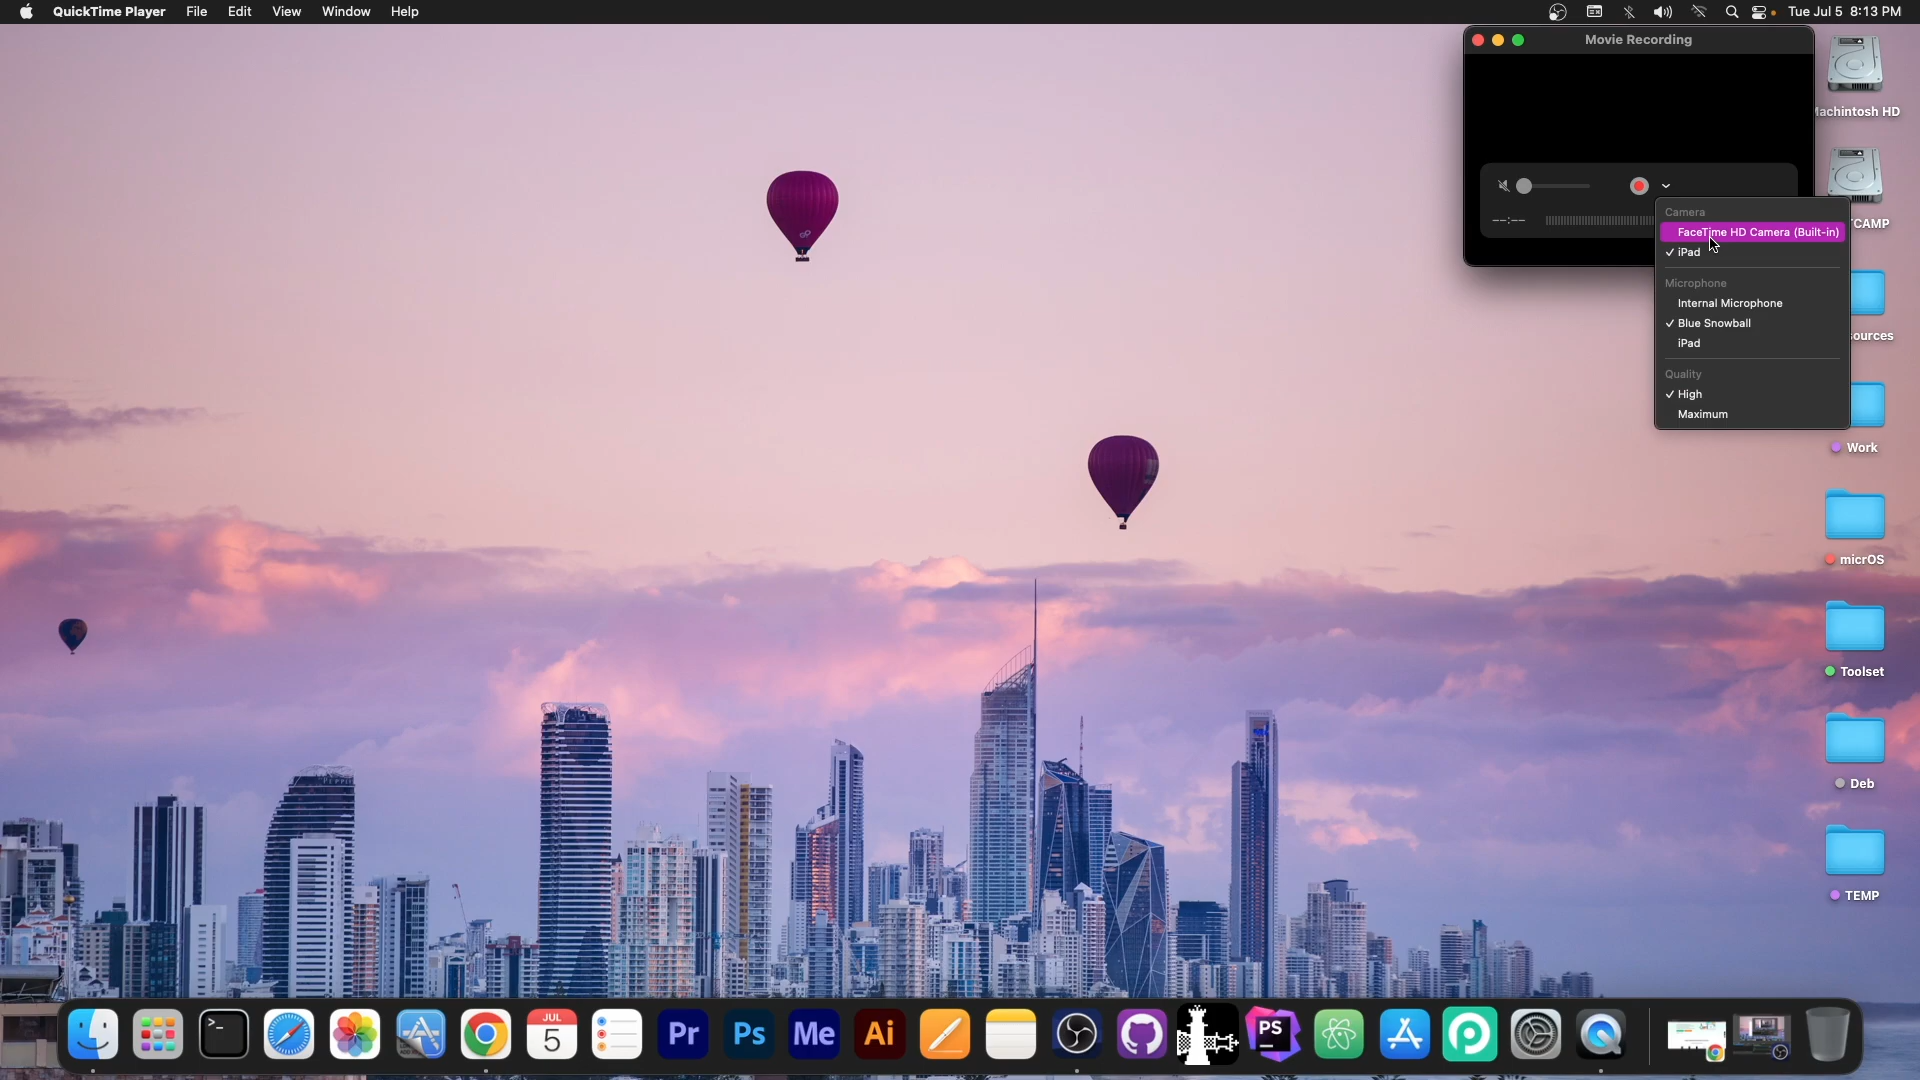 QuickTime Player File Edit View Window Help
Tue Jul 5 8:13 PM
Movie Recording
--:--
Camera
FaceTime HD Camera (Built-in)
✓ iPad
Microphone
Internal Microphone
✓ Blue Snowball
iPad
Quality
✓ High
Maximum
achintosh HD
CAMP
ources
Work
micrOS
Toolset
Deb
TEMP
>_
JUL
5
Pr
Ps
Me
Ai
PS